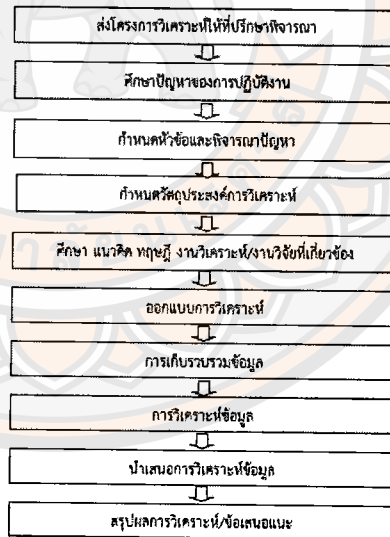 ส่งโครงการวิเคราะห์ให้ที่ปรึกษาพิจารณา
ศึกษาปัญหาของการปฏิบัติงาน
กำหนดหัวข้อและพิจารณาปัญหา
กำหนดวัตถุประสงค์การวิเคราะห์
ศึกษา แนวคิด ทฤษฎี งานวิเคราะห์/งานวิจัยที่เกี่ยวข้อง
ออกแบบการวิเคราะห์
การเก็บรวบรวมข้อมูล
การวิเคราะห์ข้อมูล
นำเสนอการวิเคราะห์ข้อมูล
สรุปผลการวิเคราะห์/ข้อเสนอแนะ